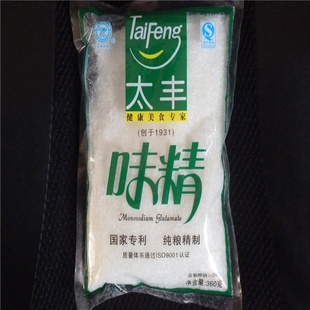 TaiFeng
太丰
健康美食专家
(创于1931)
味精
Monosodium Glutamate
国家专利 纯粮精制
质量体系通过ISO9001认证
净含量:360克